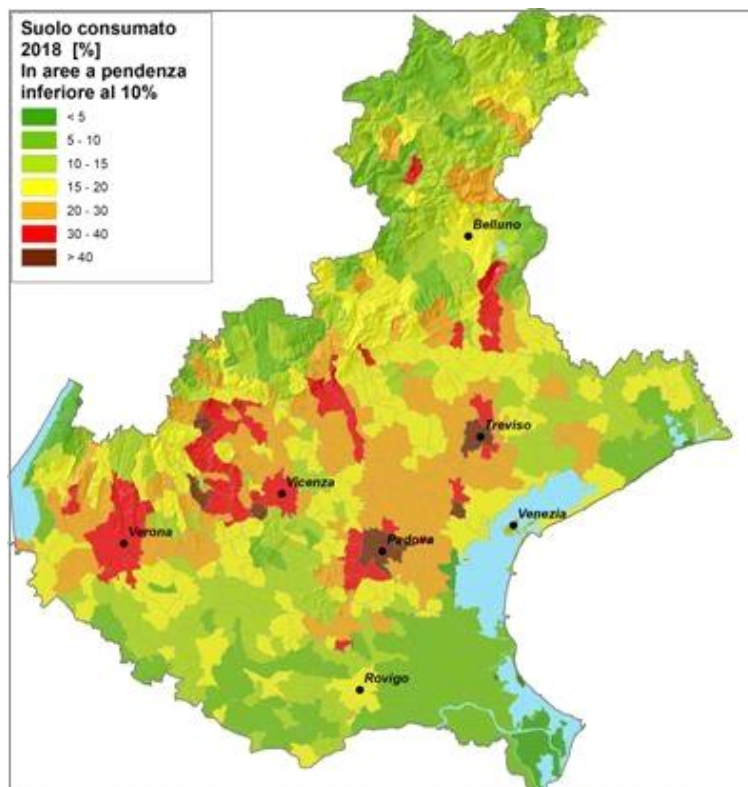 Suolo consumato
2018 [%]
In aree a pendenza
inferiore al 10%
< 5
5 - 10
10 - 15
15 - 20
20 - 30
30 - 40
> 40
Belluno
Treviso
Vicenza
Venezia
Verona
Padova
Rovigo